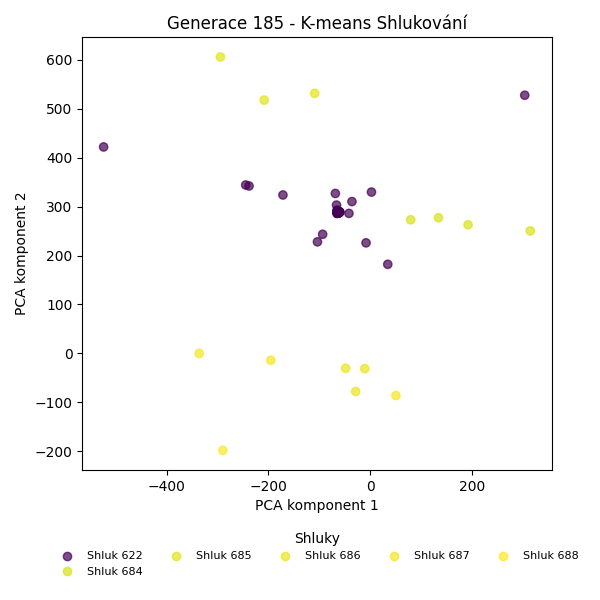 Generace 185 - K-means Shlukování
PCA komponent 2
600
500
400
300
200
100
0
−100
−200
−400
−200
0
200
PCA komponent 1
Shluky
Shluk 622
Shluk 685
Shluk 686
Shluk 687
Shluk 688
Shluk 684